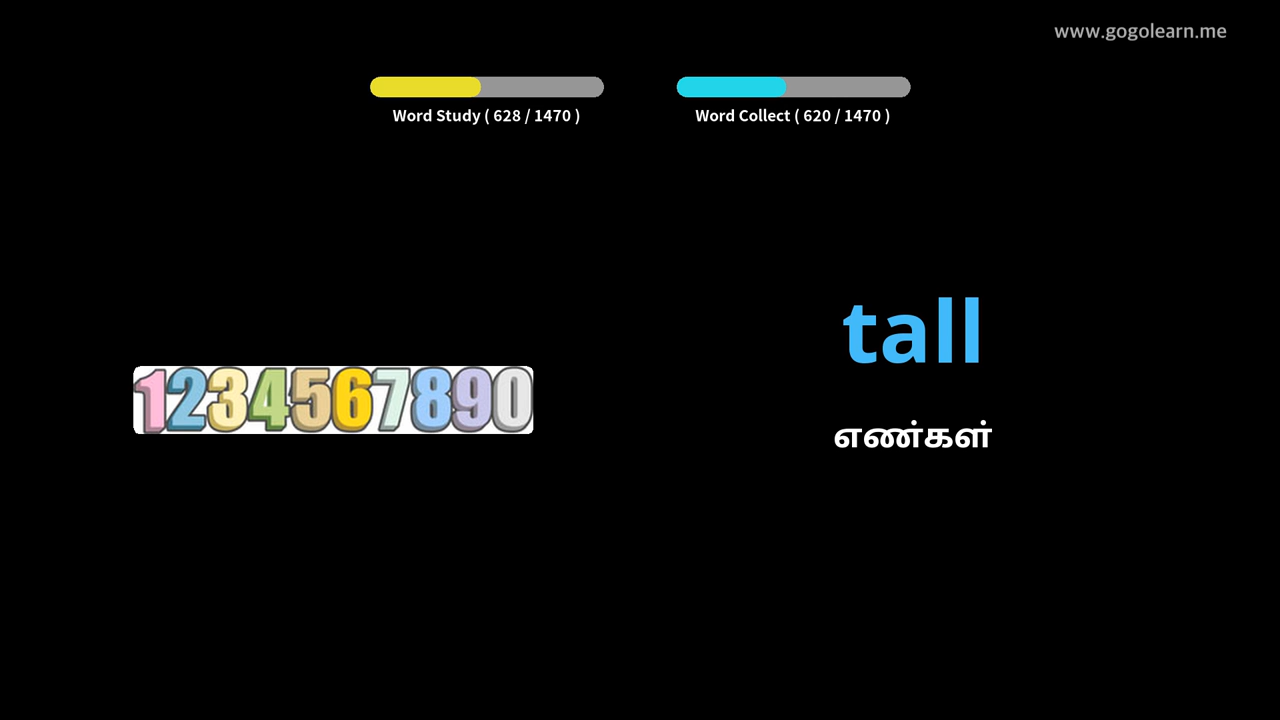 www.gogolearn.me
Word Study ( 628 / 1470 )
Word Collect ( 620 / 1470 )
tall
1234567890
எண்கள்